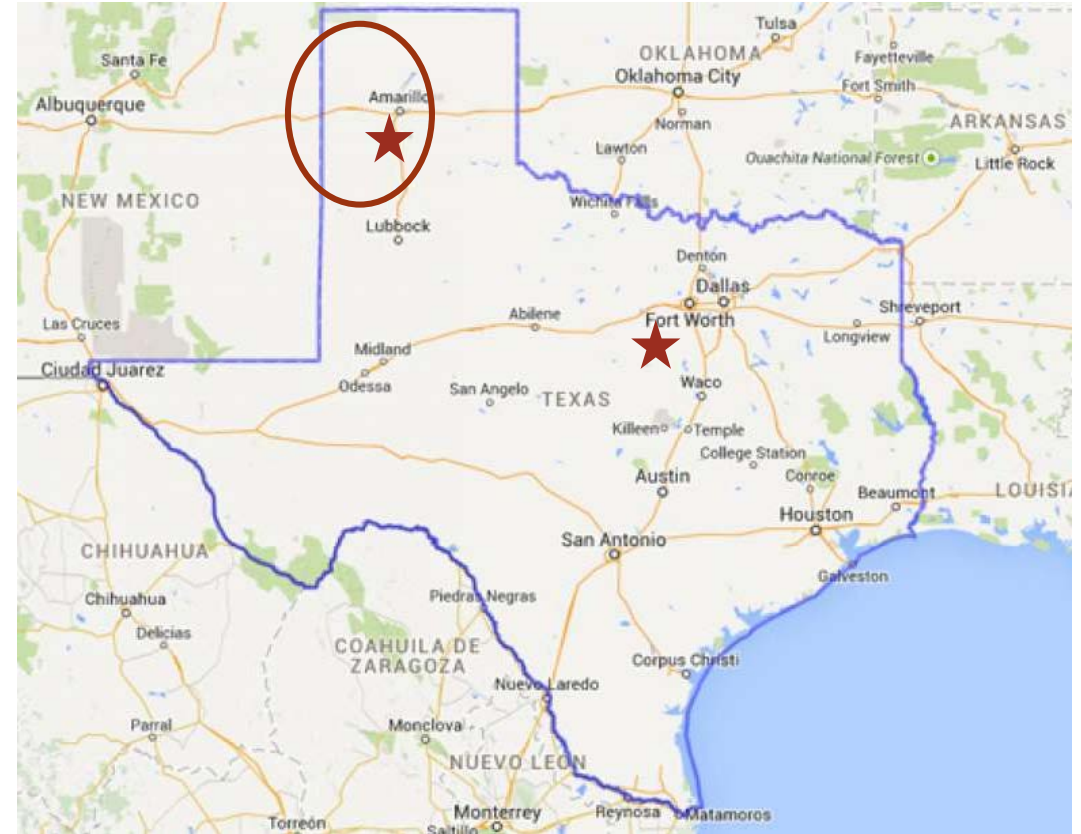 Tulsa
OKLAHOMA
Fayetteville
Santa Fe
Oklahoma City
Fort Smith
Amarillo
Albuquerque
Norman
ARKANSAS
Lawton
Ouachita National Forest
Little Rock
NEW MEXICO
Wichita Falls
Lubbock
Denton
Dallas
Shreveport
Abilene
Fort Worth
Las Cruces
Longview
Midland
Ciudad Juarez
Odessa
San Angelo
Waco
TEXAS
Killeen
Temple
College Station
Austin
Conroe
Beaumont
LOUISIA
Houston
San Antonio
CHIHUAHUA
Galveston
Chihuahua
Piedras Negras
Delicias
COAHUILA DE
ZARAGOZA
Corpus Christi
Nuevo Laredo
Parral
Monclova
NUEVO LEON
Monterrey
Reynosa
Matamoros
Torreón
Saltillo